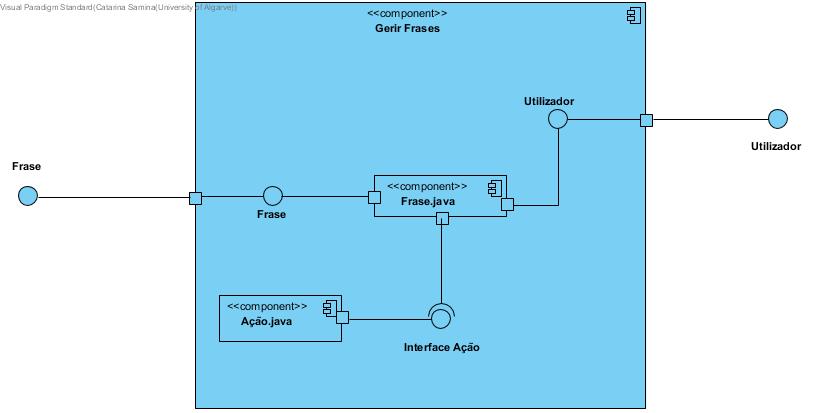 Visual Paradigm Standard(Catarina Samina(University of Algarve))
<<component>>
Gerir Frases
Utilizador
Utilizador
Frase
<<component>>
Frase.java
Frase
<<component>>
Ação.java
Interface Ação